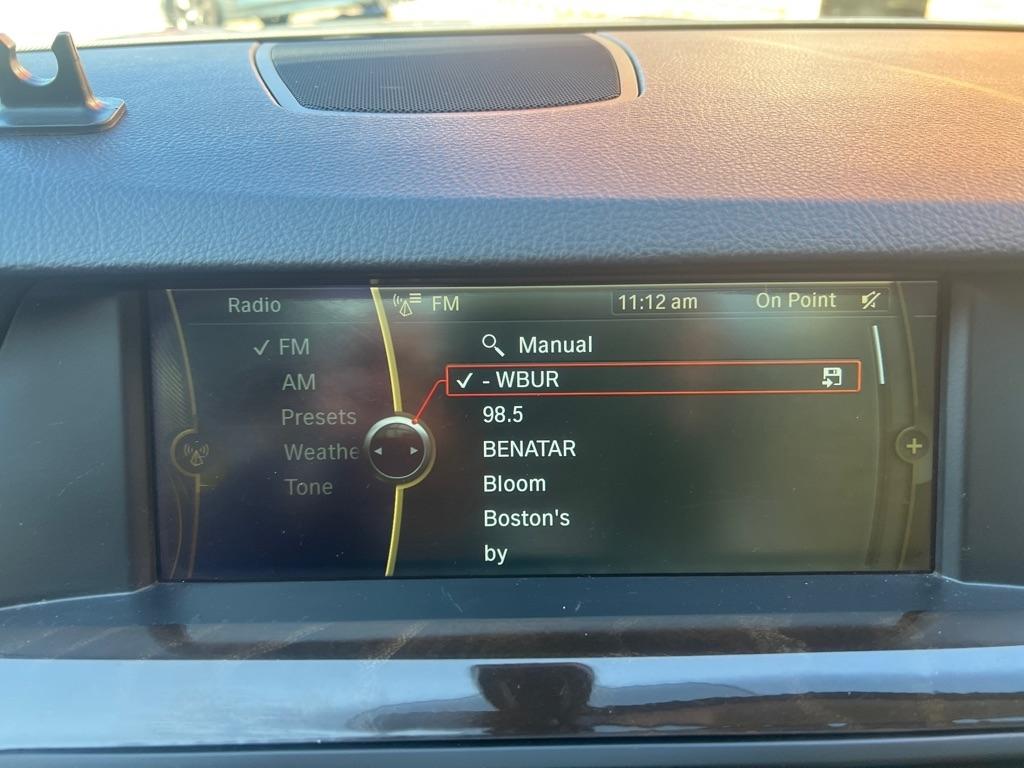 Radio
FM
11:12 am
On Point
FM
AM
Presets
Weathe
Tone
Manual
- WBUR
98.5
BENATAR
Bloom
Boston's
by